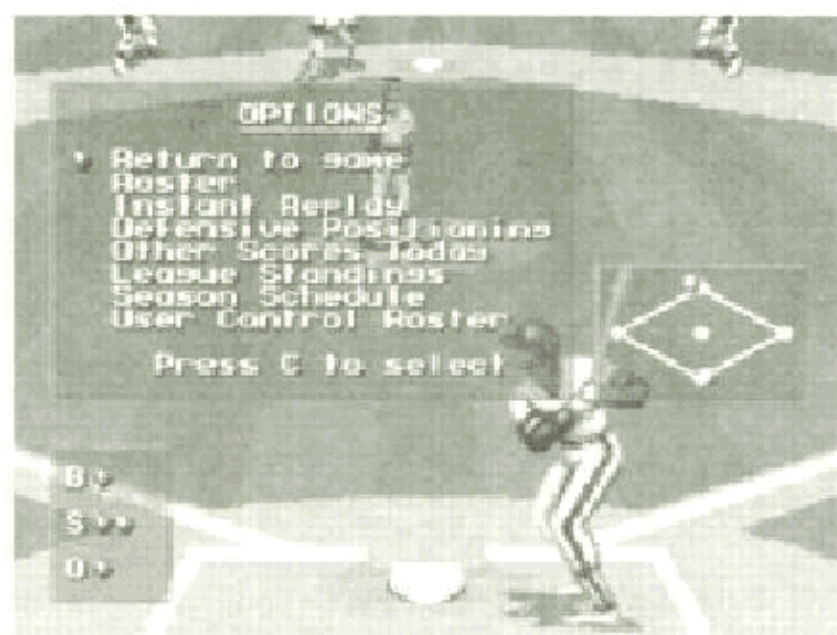 OPTIONS
Return to game
Roster
Instant Replay
Defensive Positioning
Other Scores Today
League Standings
Season Schedule
User Control Roster
Press C to select
B
S
O